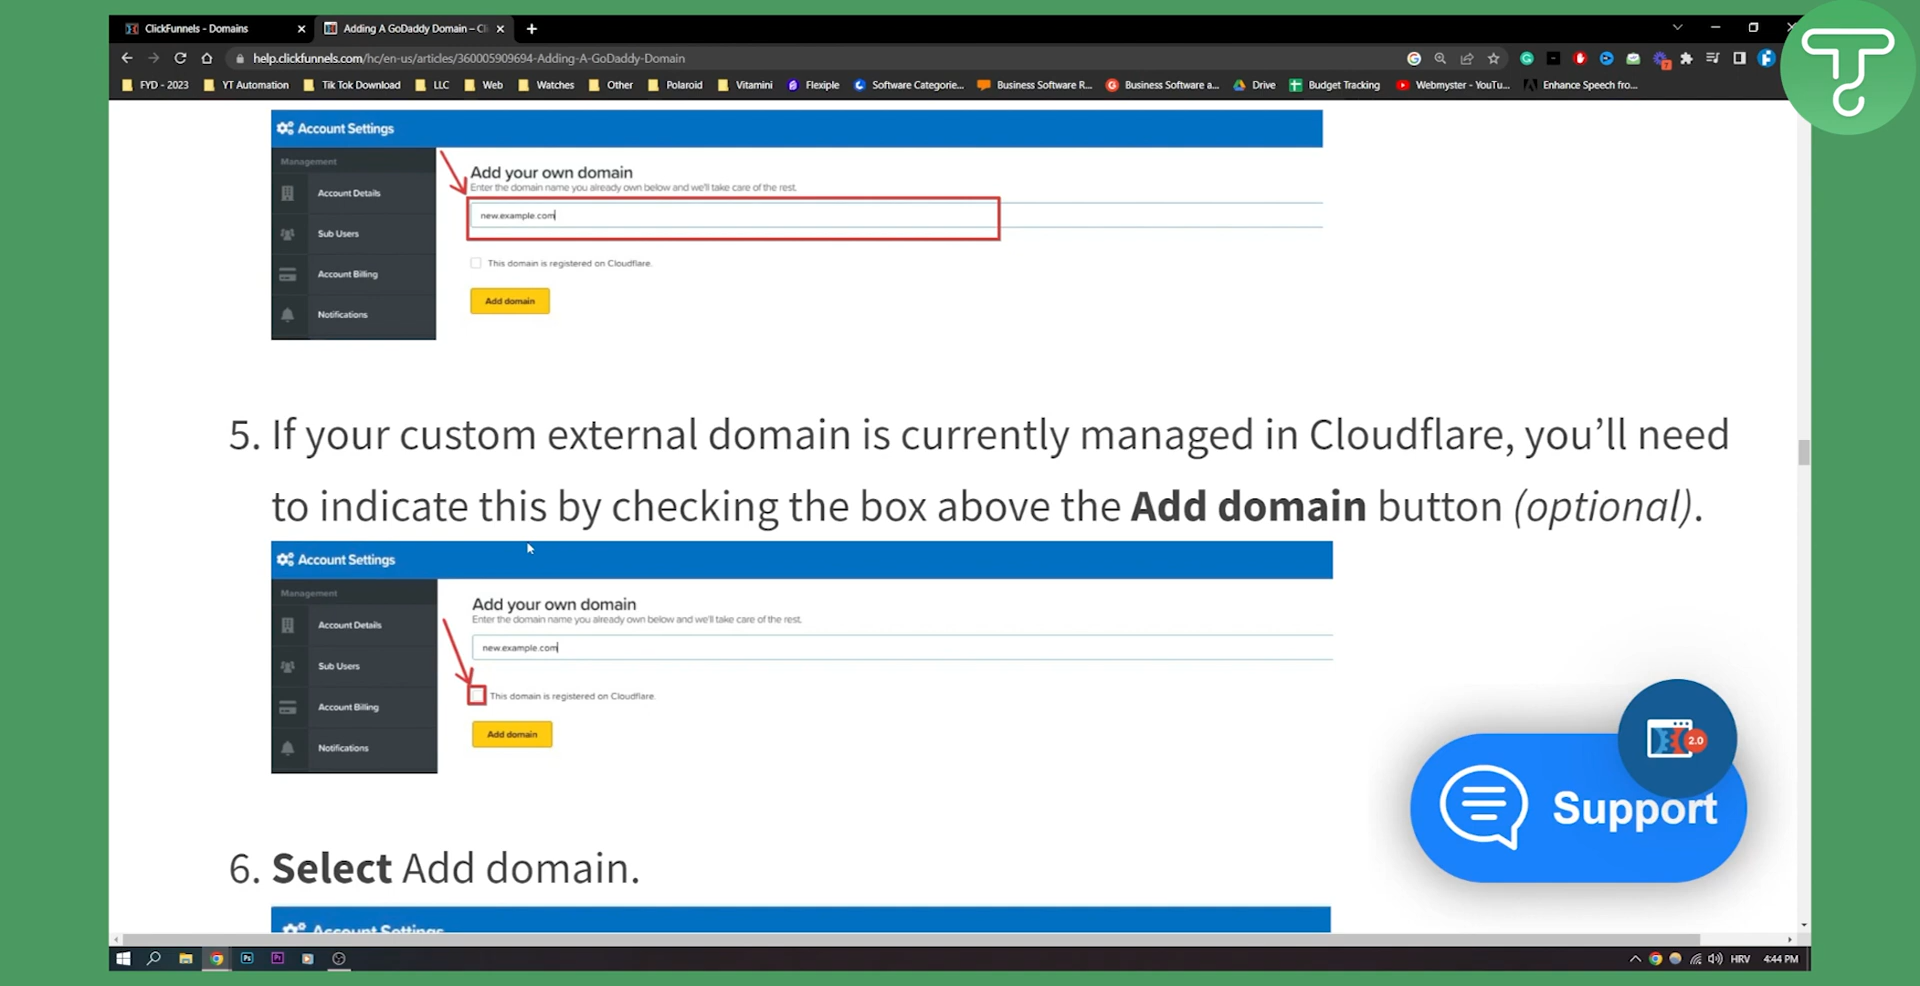 ClickFunnels - Domains
Adding A GoDaddy Domain – Cl
help.clickfunnels.com/hc/en-us/articles/360005909694-Adding-A-GoDaddy-Domain
FYD - 2023 YT Automation Tik Tok Download LLC Web Watches Other Polaroid Vitamini Flexiple Software Categorie... Business Software R... Business Software a... Drive Budget Tracking Webmyster - YouTu... Enhance Speech fro...
Account Settings
Management
Account Details
Sub Users
Account Billing
Notifications
Add your own domain
Enter the domain name you already own below and we'll take care of the rest.
new.example.com
This domain is registered on Cloudflare.
Add domain
5. If your custom external domain is currently managed in Cloudflare, you’ll need
to indicate this by checking the box above the Add domain button (optional).
Account Settings
Management
Account Details
Sub Users
Account Billing
Notifications
Add your own domain
Enter the domain name you already own below and we'll take care of the rest.
new.example.com
This domain is registered on Cloudflare.
Add domain
2.0
Support
6. Select Add domain.
Account Settings
Ps
Pr
HRV
4:44 PM